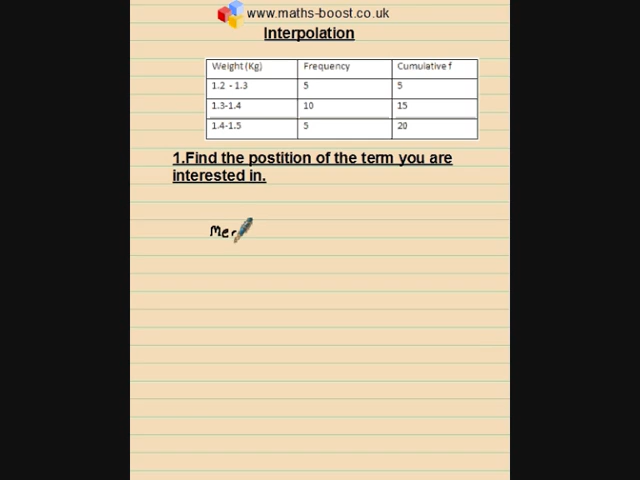 www.maths-boost.co.uk
Interpolation
Weight (Kg) Frequency Cumulative f
1.2 - 1.3 5 5
1.3-1.4 10 15
1.4-1.5 5 20
1.Find the postition of the term you are
interested in.